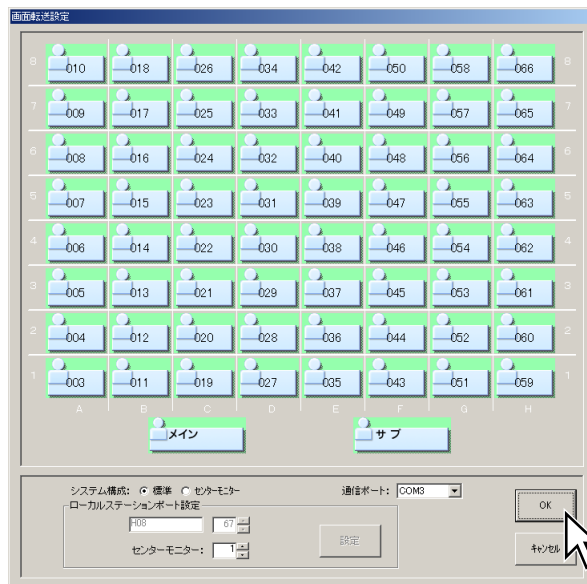 画面転送設定
8 010 018 026 034 042 050 058 066 8
7 009 017 025 033 041 049 057 065 7
6 008 016 024 032 040 048 056 064 6
5 007 015 023 031 039 047 055 063 5
4 006 014 022 030 038 046 054 062 4
3 005 013 021 029 037 045 053 061 3
2 004 012 020 028 036 044 052 060 2
1 003 011 019 027 035 043 051 059 1
A B C D E F G H
メイン サブ
システム構成: 標準 センターモニター 通信ポート: COM3
ローカルステーションポート設定
H08 67
センターモニター: 1
設定
OK
キャンセル